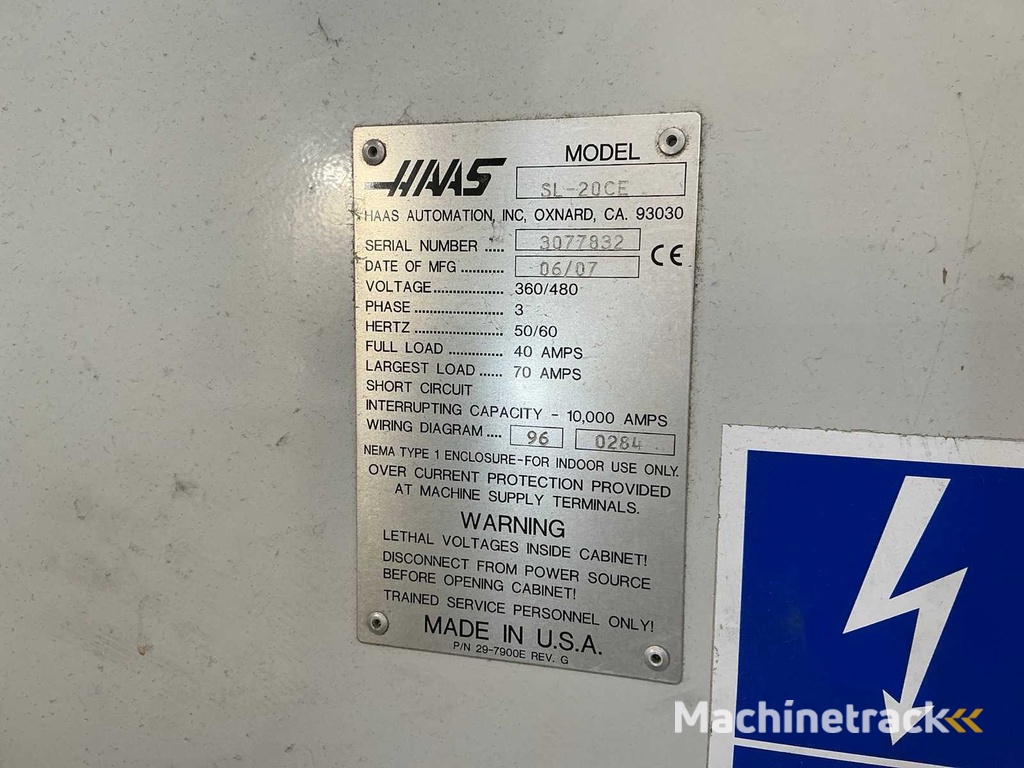 HAAS
MODEL
SL-20CE
HAAS AUTOMATION, INC, OXNARD, CA. 93030
SERIAL NUMBER ..... 3077832
CE
DATE OF MFG ........... 06/07
VOLTAGE.................. 360/480
PHASE ....................... 3
HERTZ ....................... 50/60
FULL LOAD .............. 40 AMPS
LARGEST LOAD ...... 70 AMPS
SHORT CIRCUIT
INTERRUPTING CAPACITY - 10,000 AMPS
WIRING DIAGRAM .... 96 0284
NEMA TYPE 1 ENCLOSURE-FOR INDOOR USE ONLY.
OVER CURRENT PROTECTION PROVIDED
AT MACHINE SUPPLY TERMINALS.
WARNING
LETHAL VOLTAGES INSIDE CABINET!
DISCONNECT FROM POWER SOURCE
BEFORE OPENING CABINET!
TRAINED SERVICE PERSONNEL ONLY!
MADE IN U.S.A.
P/N 29-7900E REV. G
Machinetrack